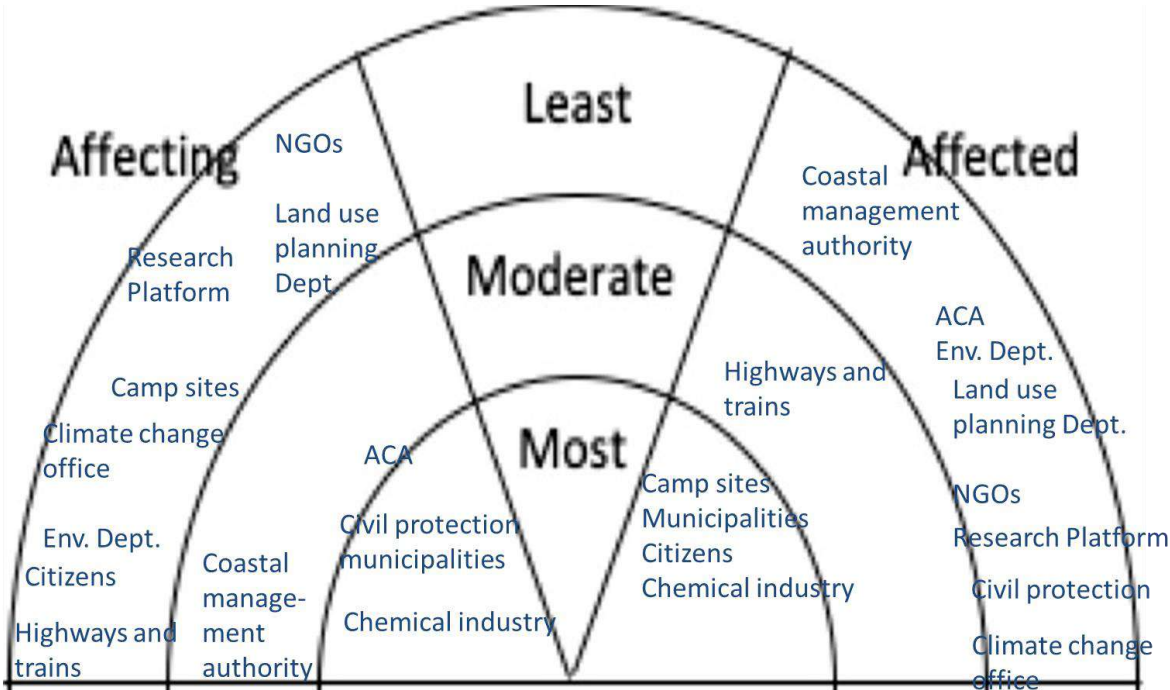 Least
Affecting
NGOs
Affected
Coastal
management
authority
Land use
planning
Dept.
Research
Platform
Moderate
ACA
Env. Dept.
Camp sites
Highways and
trains
Land use
planning Dept.
Climate change
office
ACA
Most
Camp sites
Municipalities
Citizens
Chemical industry
NGOs
Research Platform
Civil protection
municipalities
Env. Dept.
Citizens
Coastal
manage-
ment
authority
Civil protection
Chemical industry
Highways and
trains
Climate change
office